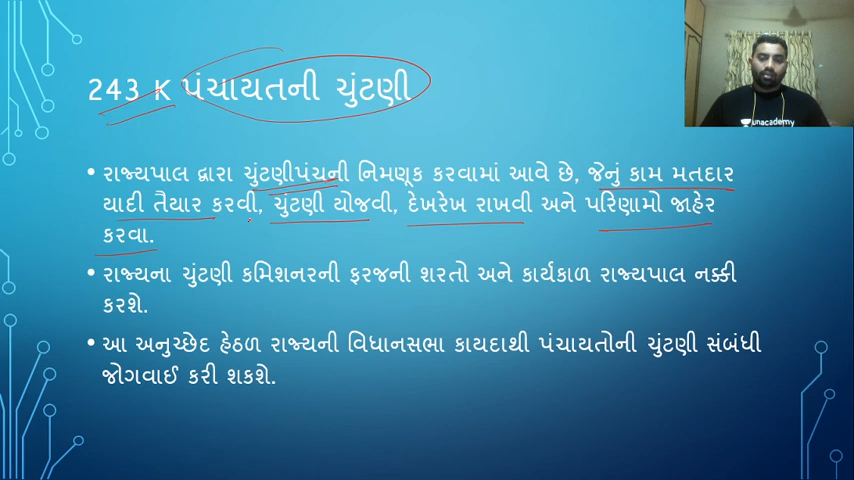 243 K પંચાયતની ચુંટણી
unacademy
• રાજ્યપાલ દ્વારા ચુંટણીપંચની નિમણૂક કરવામાં આવે છે, જેનું કામ મતદાર
યાદી તૈયાર કરવી, ચુંટણી યોજવી, દેખરેખ રાખવી અને પરિણામો જાહેર
કરવા.
• રાજ્યના ચુંટણી કમિશનરની ફરજની શરતો અને કાર્યકાળ રાજ્યપાલ નક્કી
કરશે.
• આ અનુચ્છેદ હેઠળ રાજ્યની વિધાનસભા કાયદાથી પંચાયતોની ચુંટણી સંબંધી
જોગવાઈ કરી શકશે.